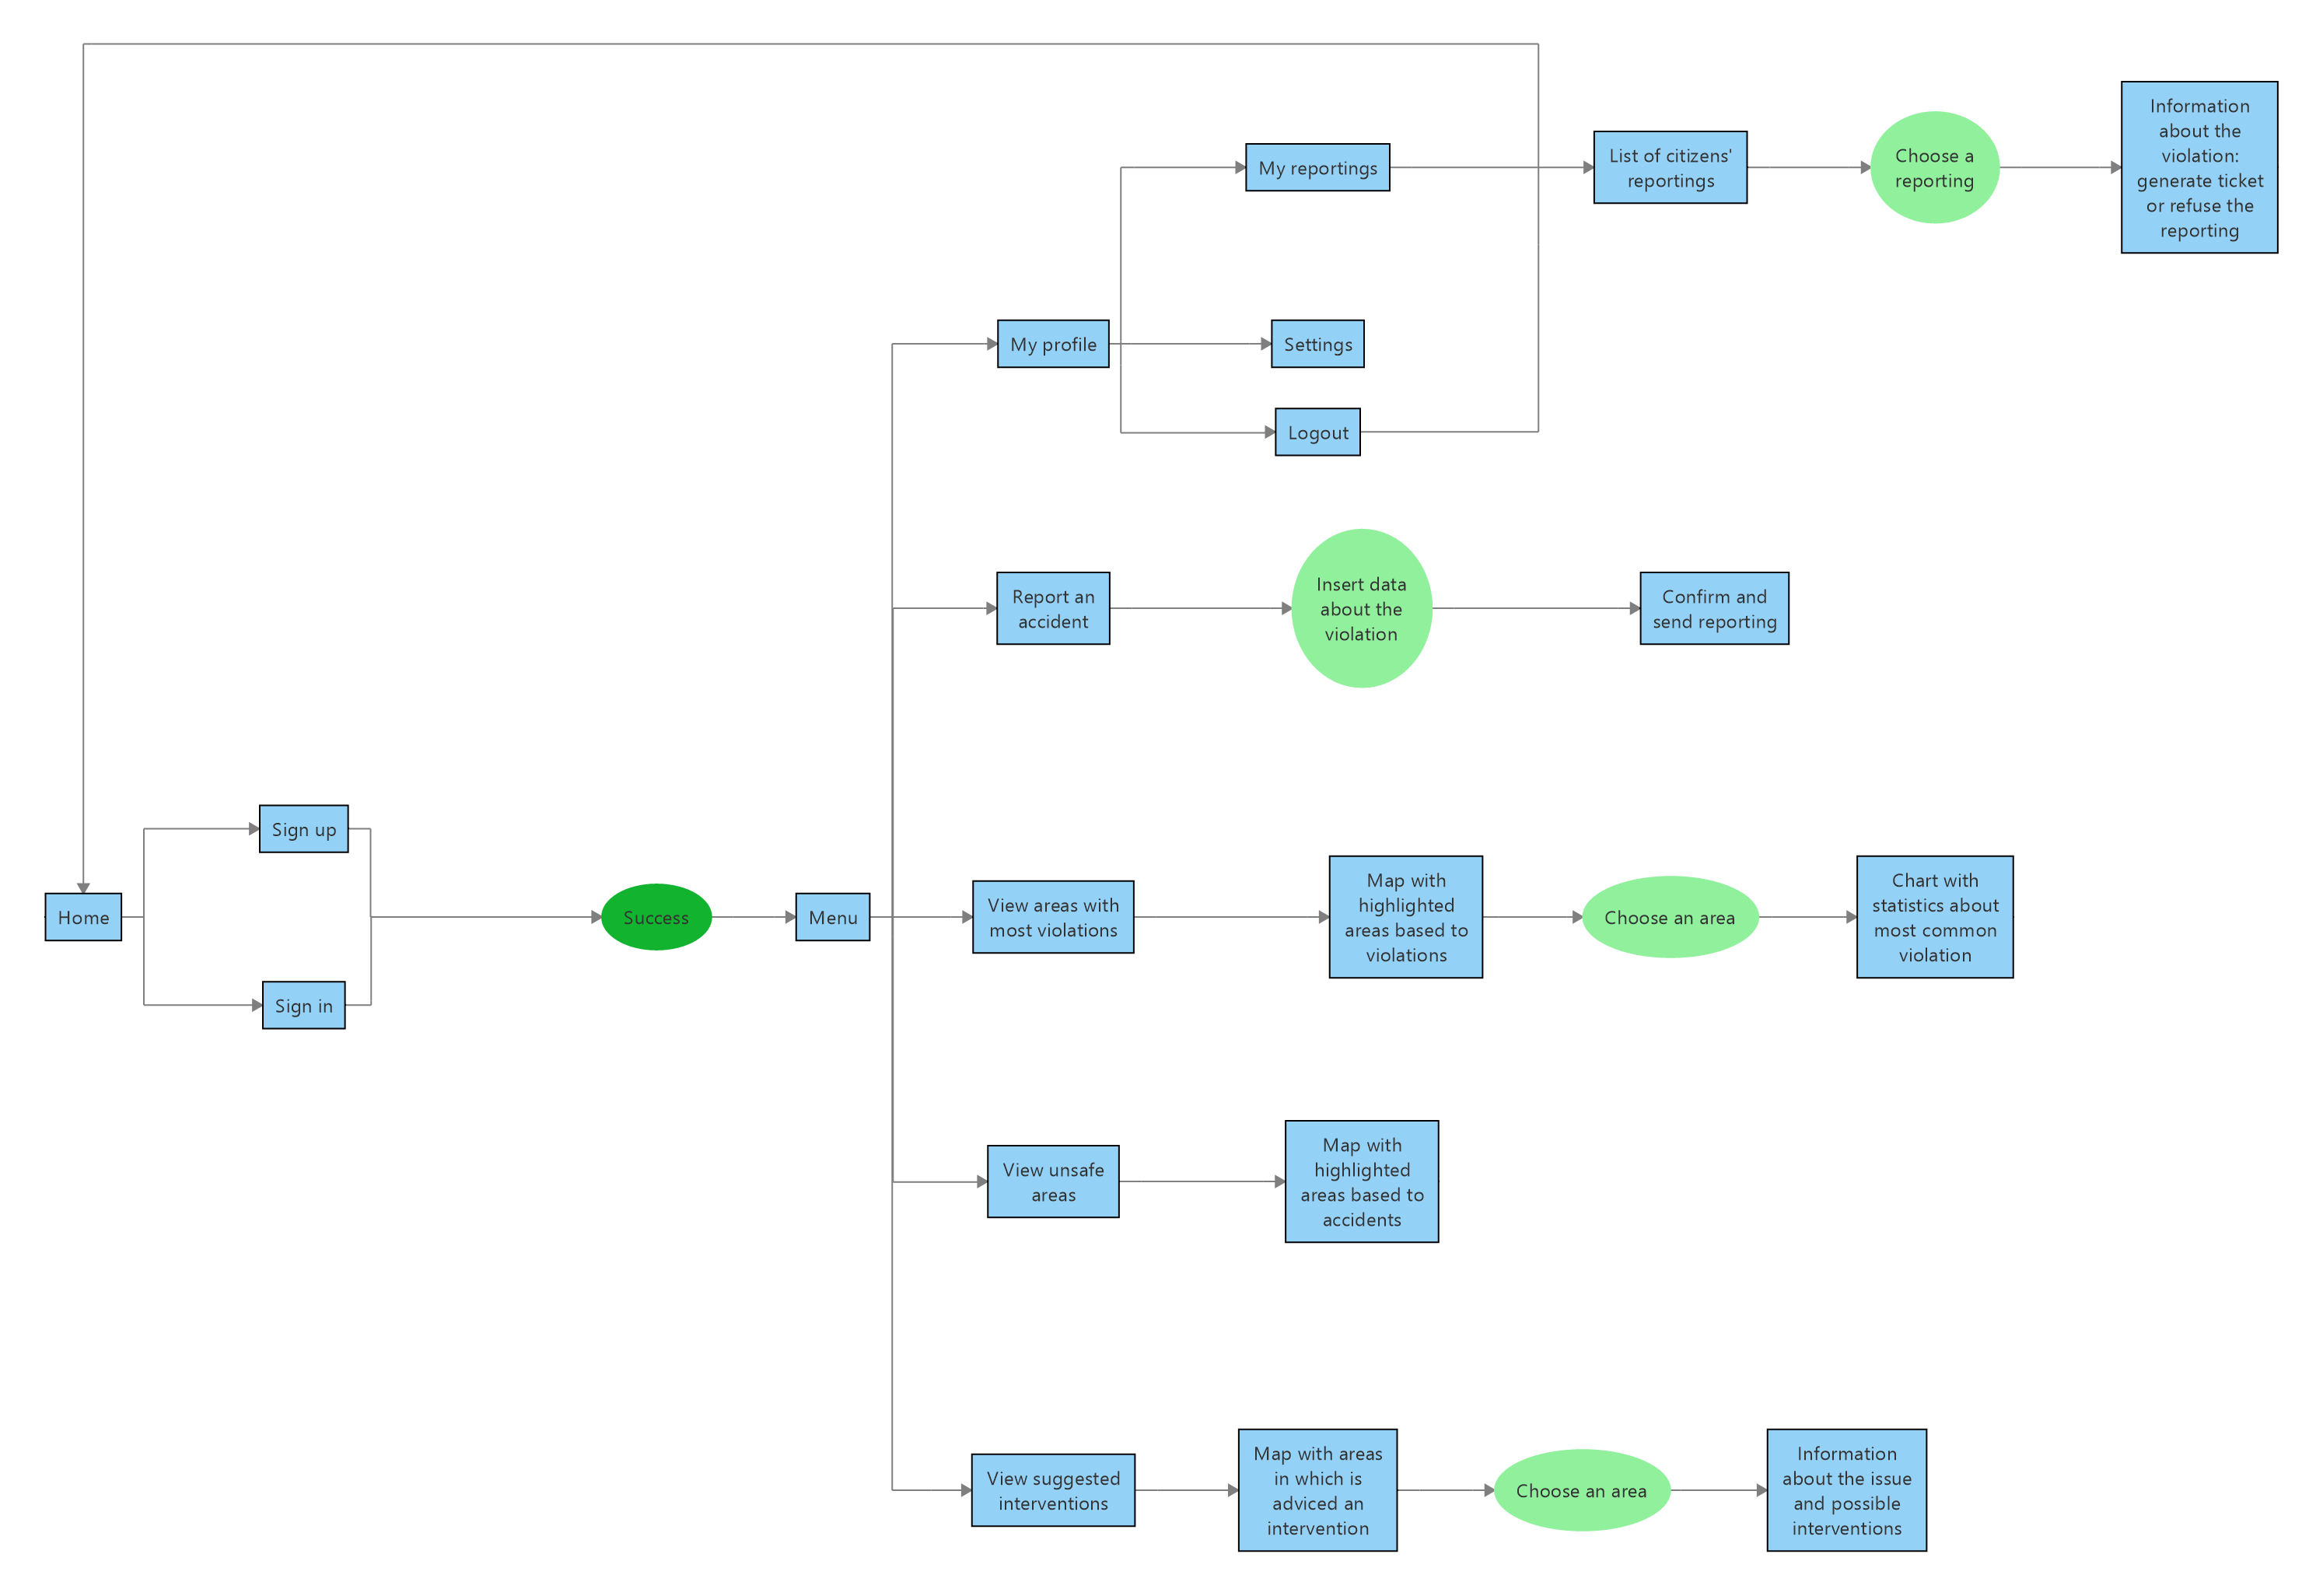 Information
about the
violation:
generate ticket
or refuse the
reporting
My reportings
List of citizens'
reportings
Choose a
reporting
My profile
Settings
Logout
Report an
accident
Insert data
about the
violation
Confirm and
send reporting
Sign up
Home
Sign in
Success
Menu
View areas with
most violations
Map with
highlighted
areas based to
violations
Choose an area
Chart with
statistics about
most common
violation
View unsafe
areas
Map with
highlighted
areas based to
accidents
View suggested
interventions
Map with areas
in which is
adviced an
intervention
Choose an area
Information
about the issue
and possible
interventions